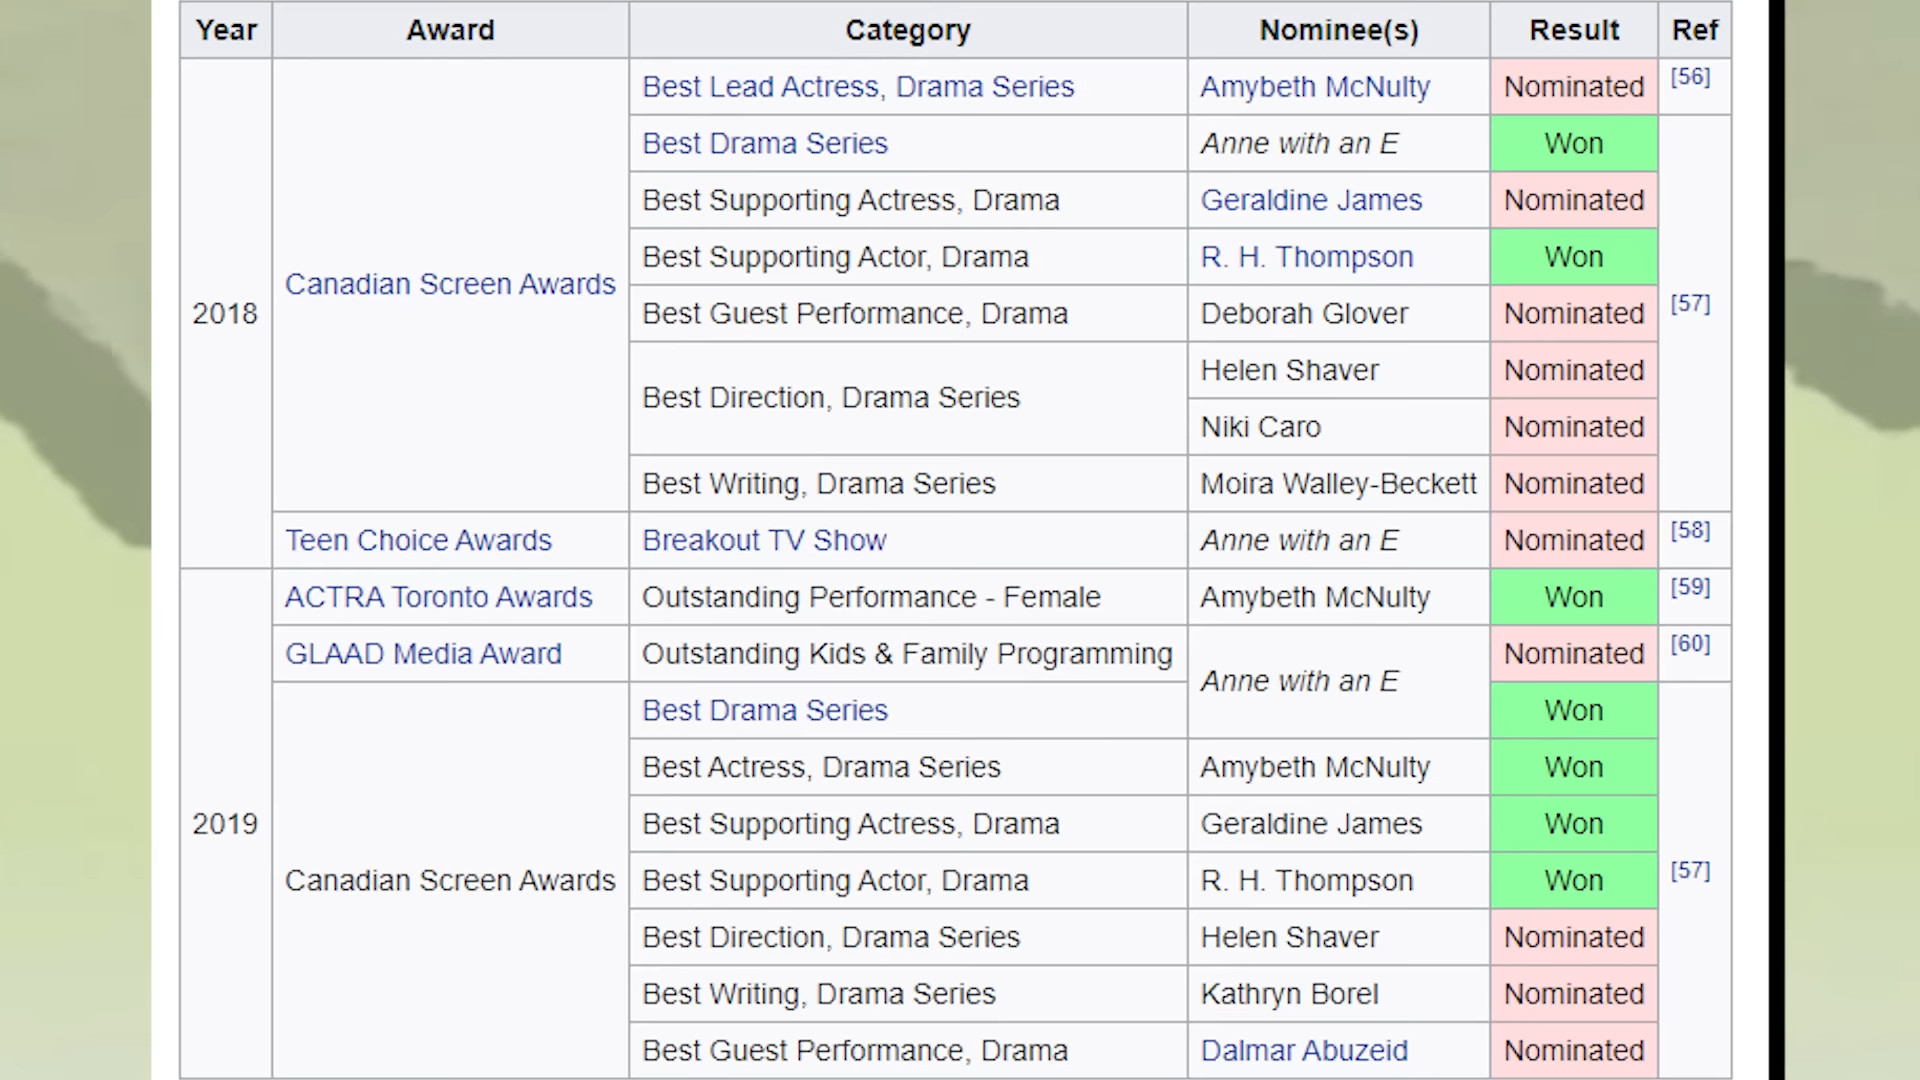 Year Award Category Nominee(s) Result Ref
2018 Canadian Screen Awards Best Lead Actress, Drama Series Amybeth McNulty Nominated [56]
Best Drama Series Anne with an E Won [57]
Best Supporting Actress, Drama Geraldine James Nominated
Best Supporting Actor, Drama R. H. Thompson Won
Best Guest Performance, Drama Deborah Glover Nominated
Best Direction, Drama Series Helen Shaver Nominated
Niki Caro Nominated
Best Writing, Drama Series Moira Walley-Beckett Nominated
Teen Choice Awards Breakout TV Show Anne with an E Nominated [58]
2019 ACTRA Toronto Awards Outstanding Performance - Female Amybeth McNulty Won [59]
GLAAD Media Award Outstanding Kids & Family Programming Anne with an E Nominated [60]
Canadian Screen Awards Best Drama Series Won [57]
Best Actress, Drama Series Amybeth McNulty Won
Best Supporting Actress, Drama Geraldine James Won
Best Supporting Actor, Drama R. H. Thompson Won
Best Direction, Drama Series Helen Shaver Nominated
Best Writing, Drama Series Kathryn Borel Nominated
Best Guest Performance, Drama Dalmar Abuzeid Nominated